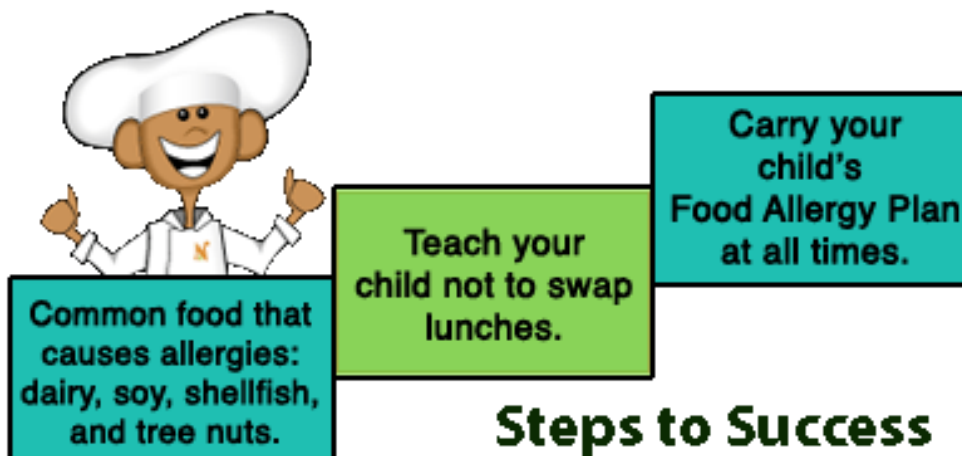 Common food that
causes allergies:
dairy, soy, shellfish,
and tree nuts.
Teach your
child not to swap
lunches.
Carry your
child's
Food Allergy Plan
at all times.
Steps to Success
N